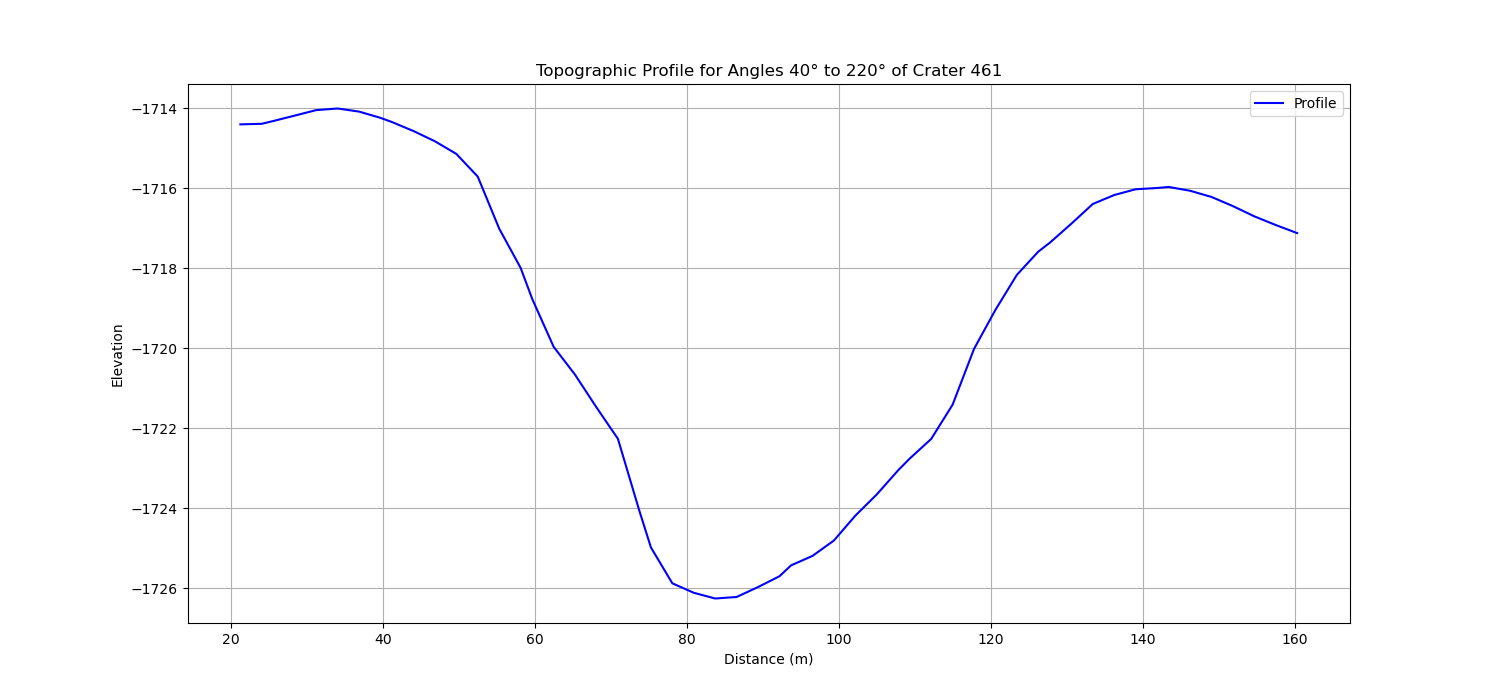 Topographic Profile for Angles 40° to 220° of Crater 461
Profile
−1714
−1716
−1718
−1720
−1722
−1724
−1726
Elevation
20 40 60 80 100 120 140 160
Distance (m)